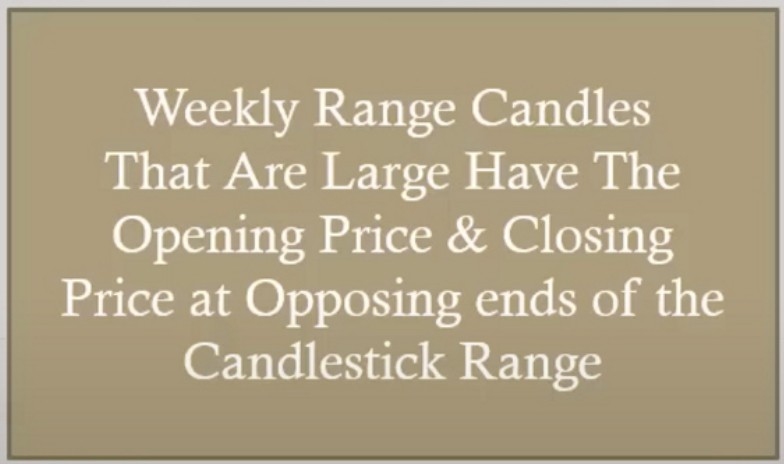 Weekly Range Candles
That Are Large Have The
Opening Price & Closing
Price at Opposing ends of the
Candlestick Range